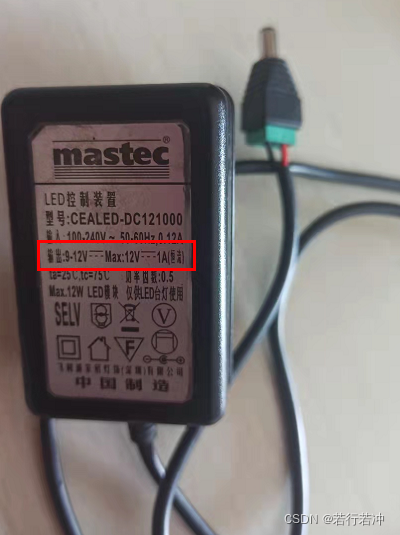 mastec®
LED控制装置
型号:CEALED-DC121000
输入:100-240V~ 50-60Hz,0.12A
输出:9-12V⎓Max:12V⎓1A(恒流)
ta=25℃,tc=75℃ 功率因数:0.5
Max.12W LED模块 仅供LED台灯使用
SELV
V
F
中国制造
CSDN @若行若冲